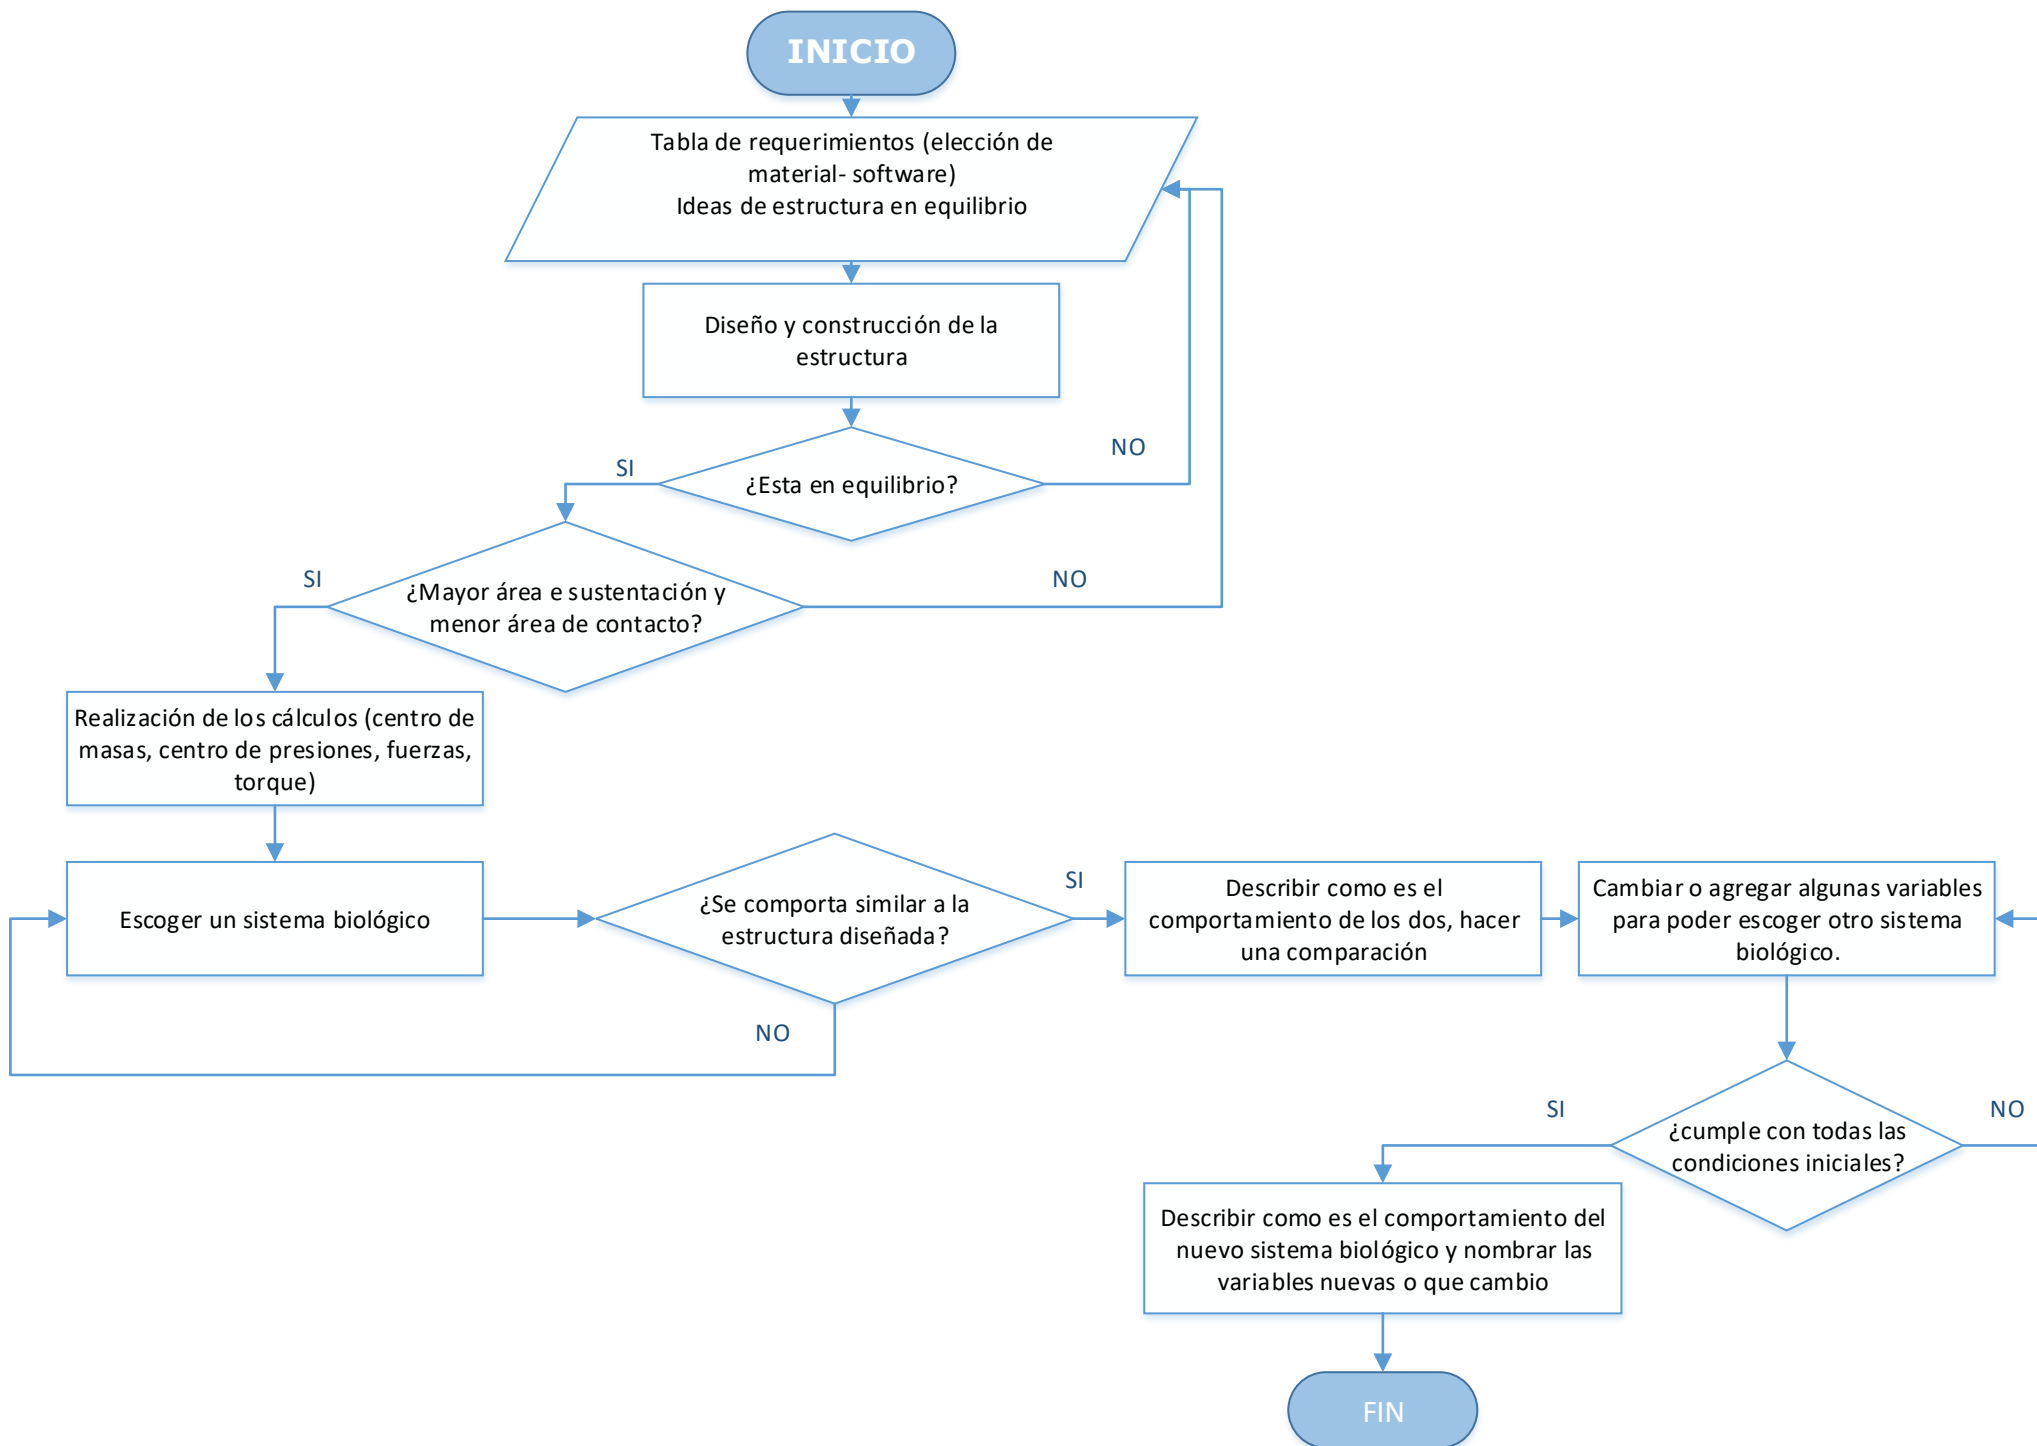 INICIO
Tabla de requerimientos (elección de
material- software)
Ideas de estructura en equilibrio
Diseño y construcción de la
estructura
NO
SI
¿Esta en equilibrio?
SI
NO
¿Mayor área e sustentación y
menor área de contacto?
Realización de los cálculos (centro de
masas, centro de presiones, fuerzas,
torque)
Escoger un sistema biológico
¿Se comporta similar a la
estructura diseñada?
SI
NO
Describir como es el
comportamiento de los dos, hacer
una comparación
Cambiar o agregar algunas variables
para poder escoger otro sistema
biológico.
SI
NO
¿cumple con todas las
condiciones iniciales?
Describir como es el comportamiento del
nuevo sistema biológico y nombrar las
variables nuevas o que cambio
FIN